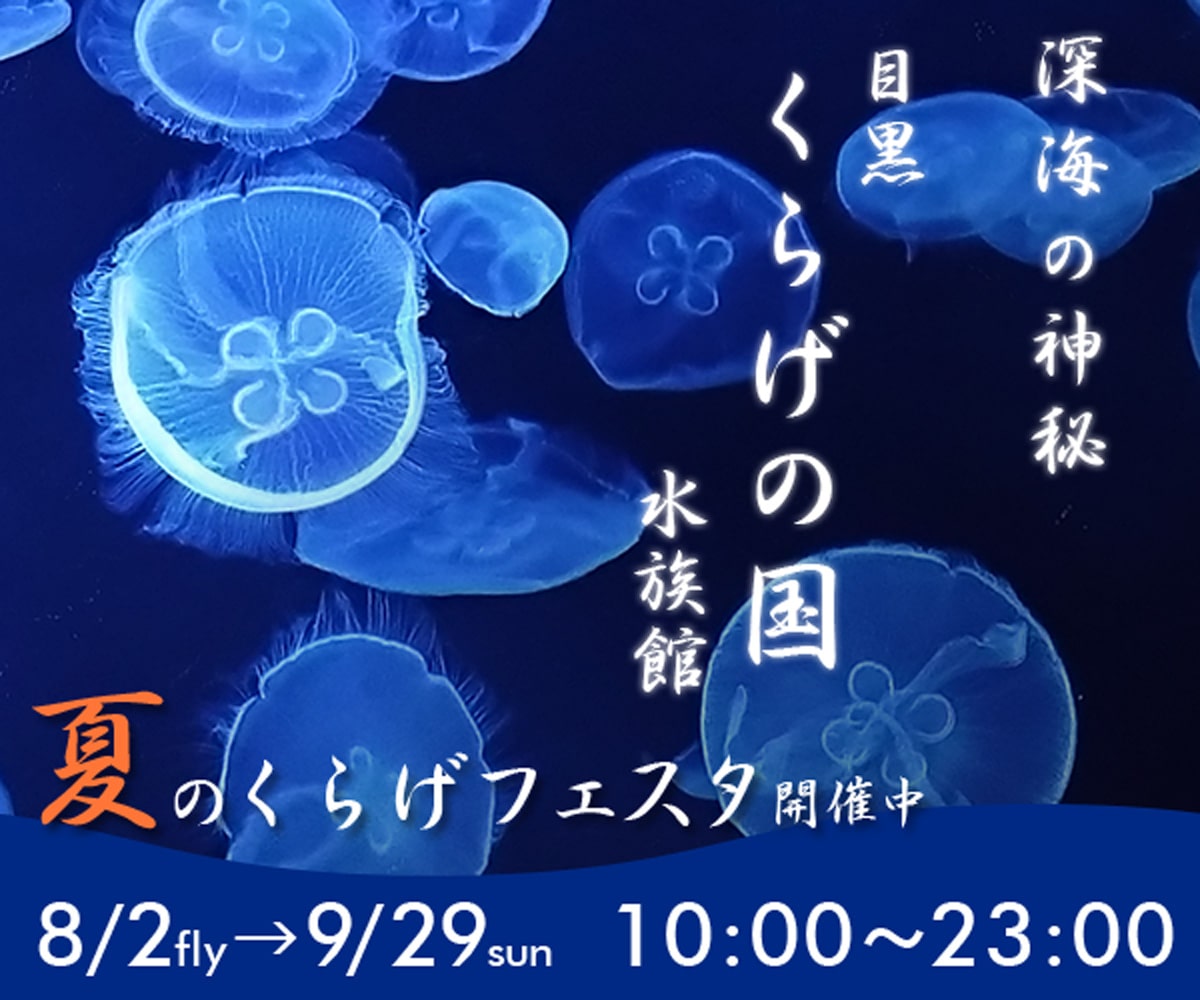 深海の神秘
目黒
くらげの国
水族館
夏のくらげフェスタ開催中
8/2fly→9/29sun 10:00~23:00